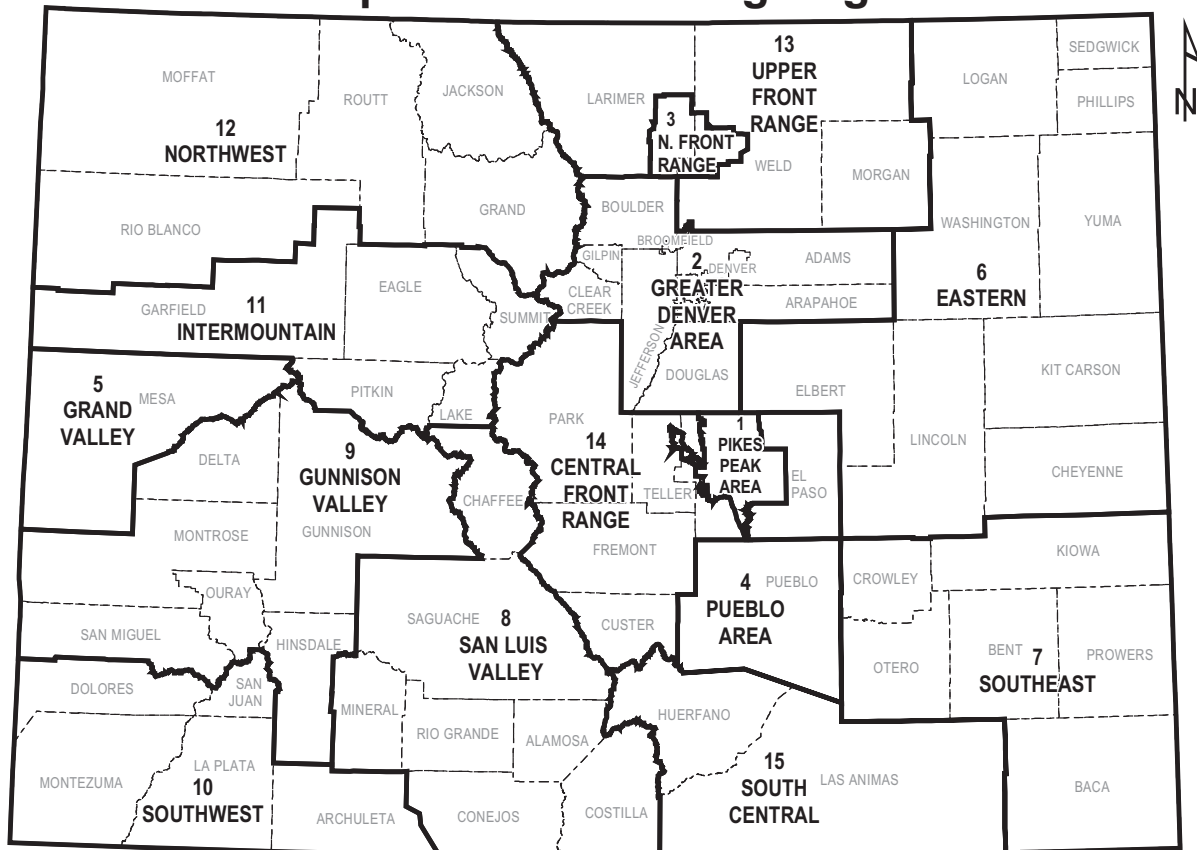 SEDGWICK
13
UPPER
FRONT
RANGE
MOFFAT
ROUTT
JACKSON
LARIMER
LOGAN
PHILLIPS
N
12
NORTHWEST
3
N. FRONT
RANGE
WELD
MORGAN
RIO BLANCO
GRAND
BOULDER
WASHINGTON
YUMA
BROOMFIELD
GILPIN
2
GREATER
DENVER
AREA
DENVER
ADAMS
6
EASTERN
EAGLE
CLEAR
CREEK
ARAPAHOE
GARFIELD
11
INTERMOUNTAIN
SUMMIT
JEFFERSON
DOUGLAS
ELBERT
KIT CARSON
5
GRAND
VALLEY
MESA
PITKIN
LAKE
PARK
14
CENTRAL
FRONT
RANGE
1
PIKES
PEAK
AREA
LINCOLN
DELTA
9
GUNNISON
VALLEY
CHAFFEE
TELLER
EL
PASO
CHEYENNE
MONTROSE
GUNNISON
FREMONT
KIOWA
OURAY
4
PUEBLO
AREA
PUEBLO
CROWLEY
SAN MIGUEL
HINSDALE
SAGUACHE
8
SAN LUIS
VALLEY
CUSTER
OTERO
BENT
7
SOUTHEAST
PROWERS
DOLORES
SAN
JUAN
MINERAL
RIO GRANDE
ALAMOSA
HUERFANO
MONTEZUMA
LA PLATA
10
SOUTHWEST
ARCHULETA
CONEJOS
COSTILLA
15
SOUTH
CENTRAL
LAS ANIMAS
BACA